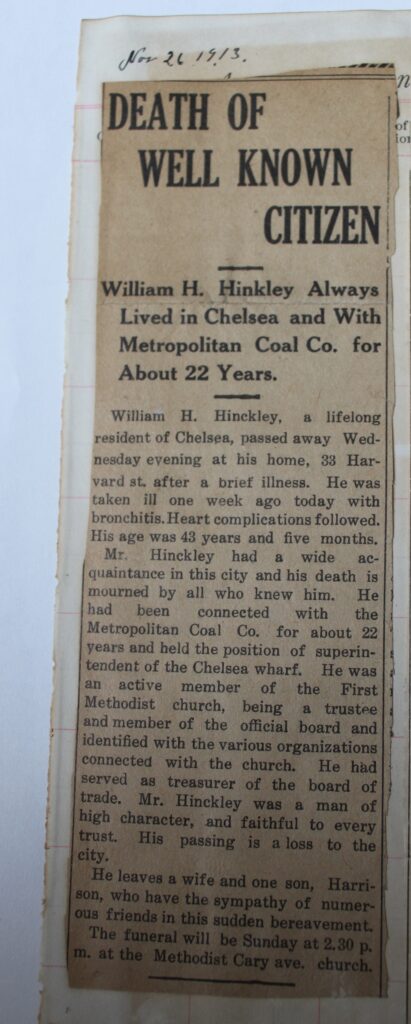 Nov 26 1913.
n
of
ion
DEATH OF
WELL KNOWN
CITIZEN
William H. Hinkley Always
Lived in Chelsea and With
Metropolitan Coal Co. for
About 22 Years.
William H. Hinckley, a lifelong
resident of Chelsea, passed away Wed-
nesday evening at his home, 33 Har-
vard st. after a brief illness. He was
taken ill one week ago today with
bronchitis. Heart complications followed.
His age was 43 years and five months.
Mr. Hinckley had a wide ac-
quaintance in this city and his death is
mourned by all who knew him. He
had been connected with the
Metropolitan Coal Co. for about 22
years and held the position of superin-
tendent of the Chelsea wharf. He was
an active member of the First
Methodist church, being a trustee
and member of the official board and
identified with the various organizations
connected with the church. He had
served as treasurer of the board of
trade. Mr. Hinckley was a man of
high character, and faithful to every
trust. His passing is a loss to the
city.
He leaves a wife and one son, Harri-
son, who have the sympathy of numer-
ous friends in this sudden bereavement.
The funeral will be Sunday at 2.30 p.
m. at the Methodist Cary ave. church.